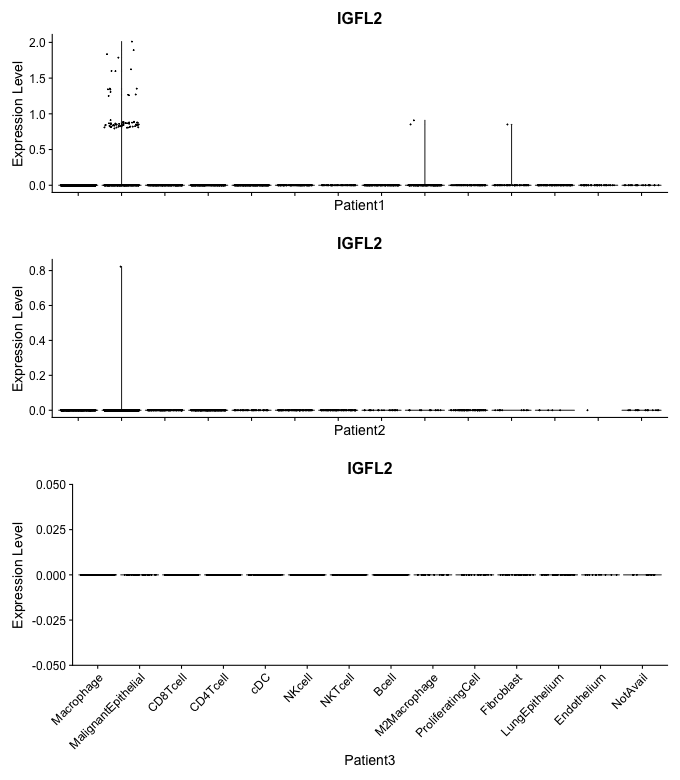 IGFL2
2.0
1.5
1.0
0.5
0.0
Expression Level
Patient1
IGFL2
0.8
0.6
0.4
0.2
0.0
Expression Level
Patient2
IGFL2
0.050
0.025
0.000
-0.025
-0.050
Expression Level
Macrophage
MalignantEpithelial
CD8Tcell
CD4Tcell
cDC
NKcell
NKTcell
Bcell
M2Macrophage
ProliferatingCell
Fibroblast
LungEpithelium
Endothelium
NotAvail
Patient3